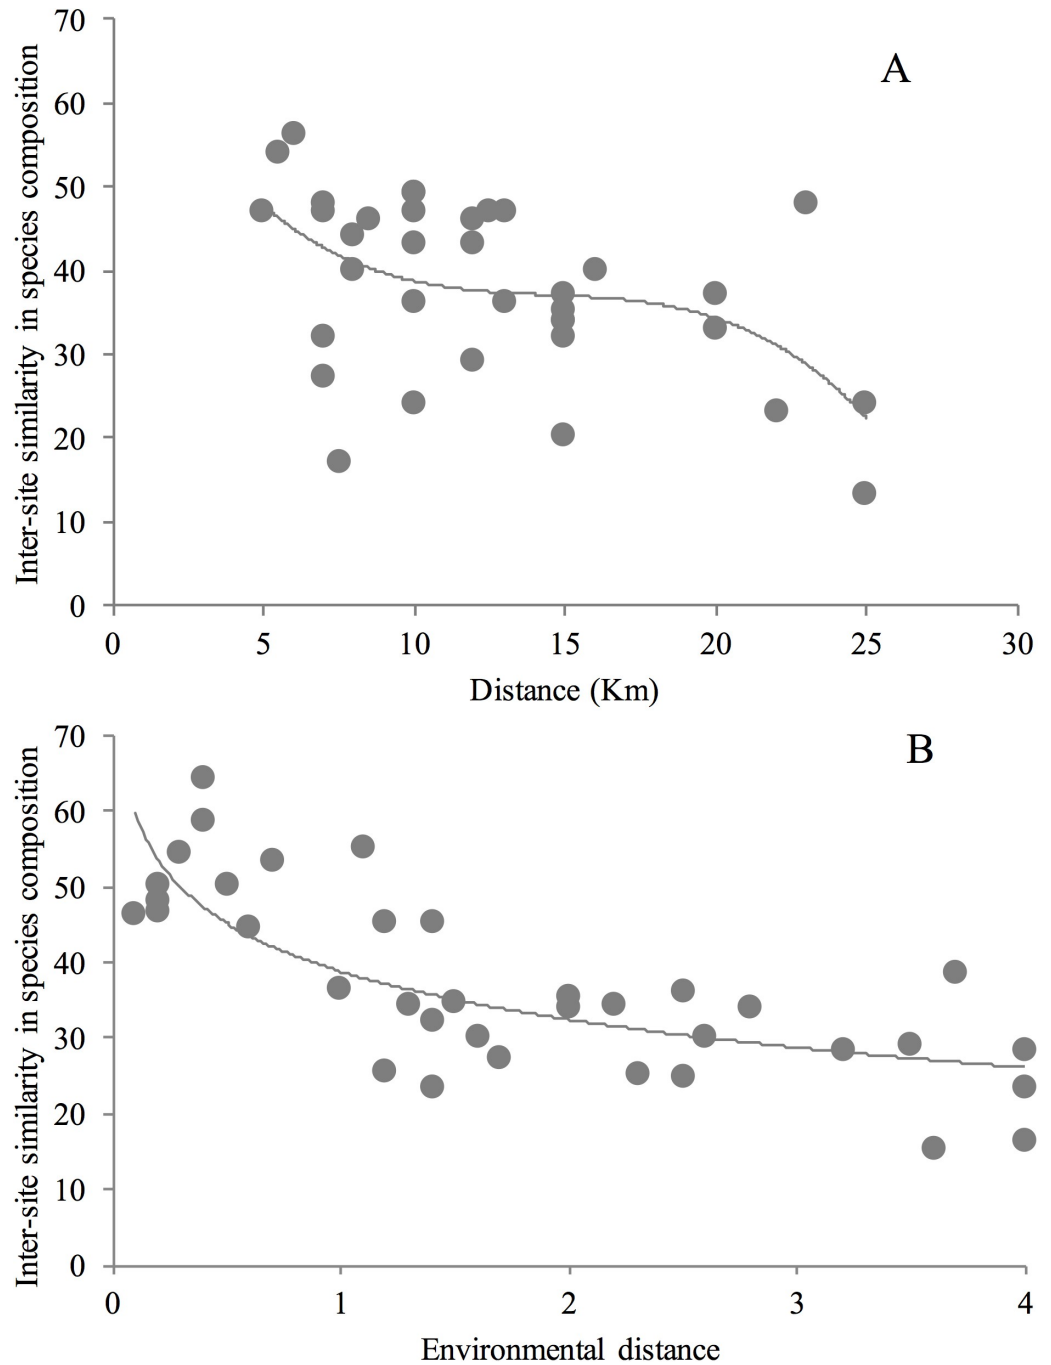 70
A
60
50
40
30
20
10
0
Inter-site similarity in species composition
0 5 10 15 20 25 30
Distance (Km)
70
B
60
50
40
30
20
10
0
Inter-site similarity in species composition
0 1 2 3 4
Environmental distance